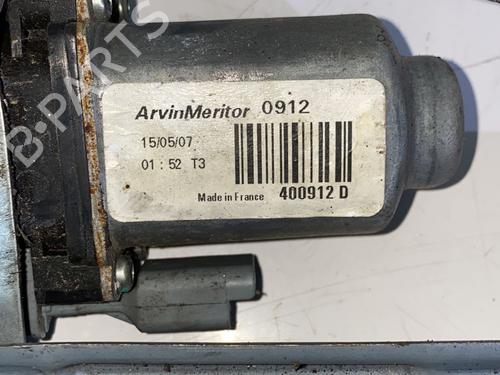 B-PARTS
ArvinMeritor 0912
15/05/07
01 : 52 T3
Made in France 400912 D